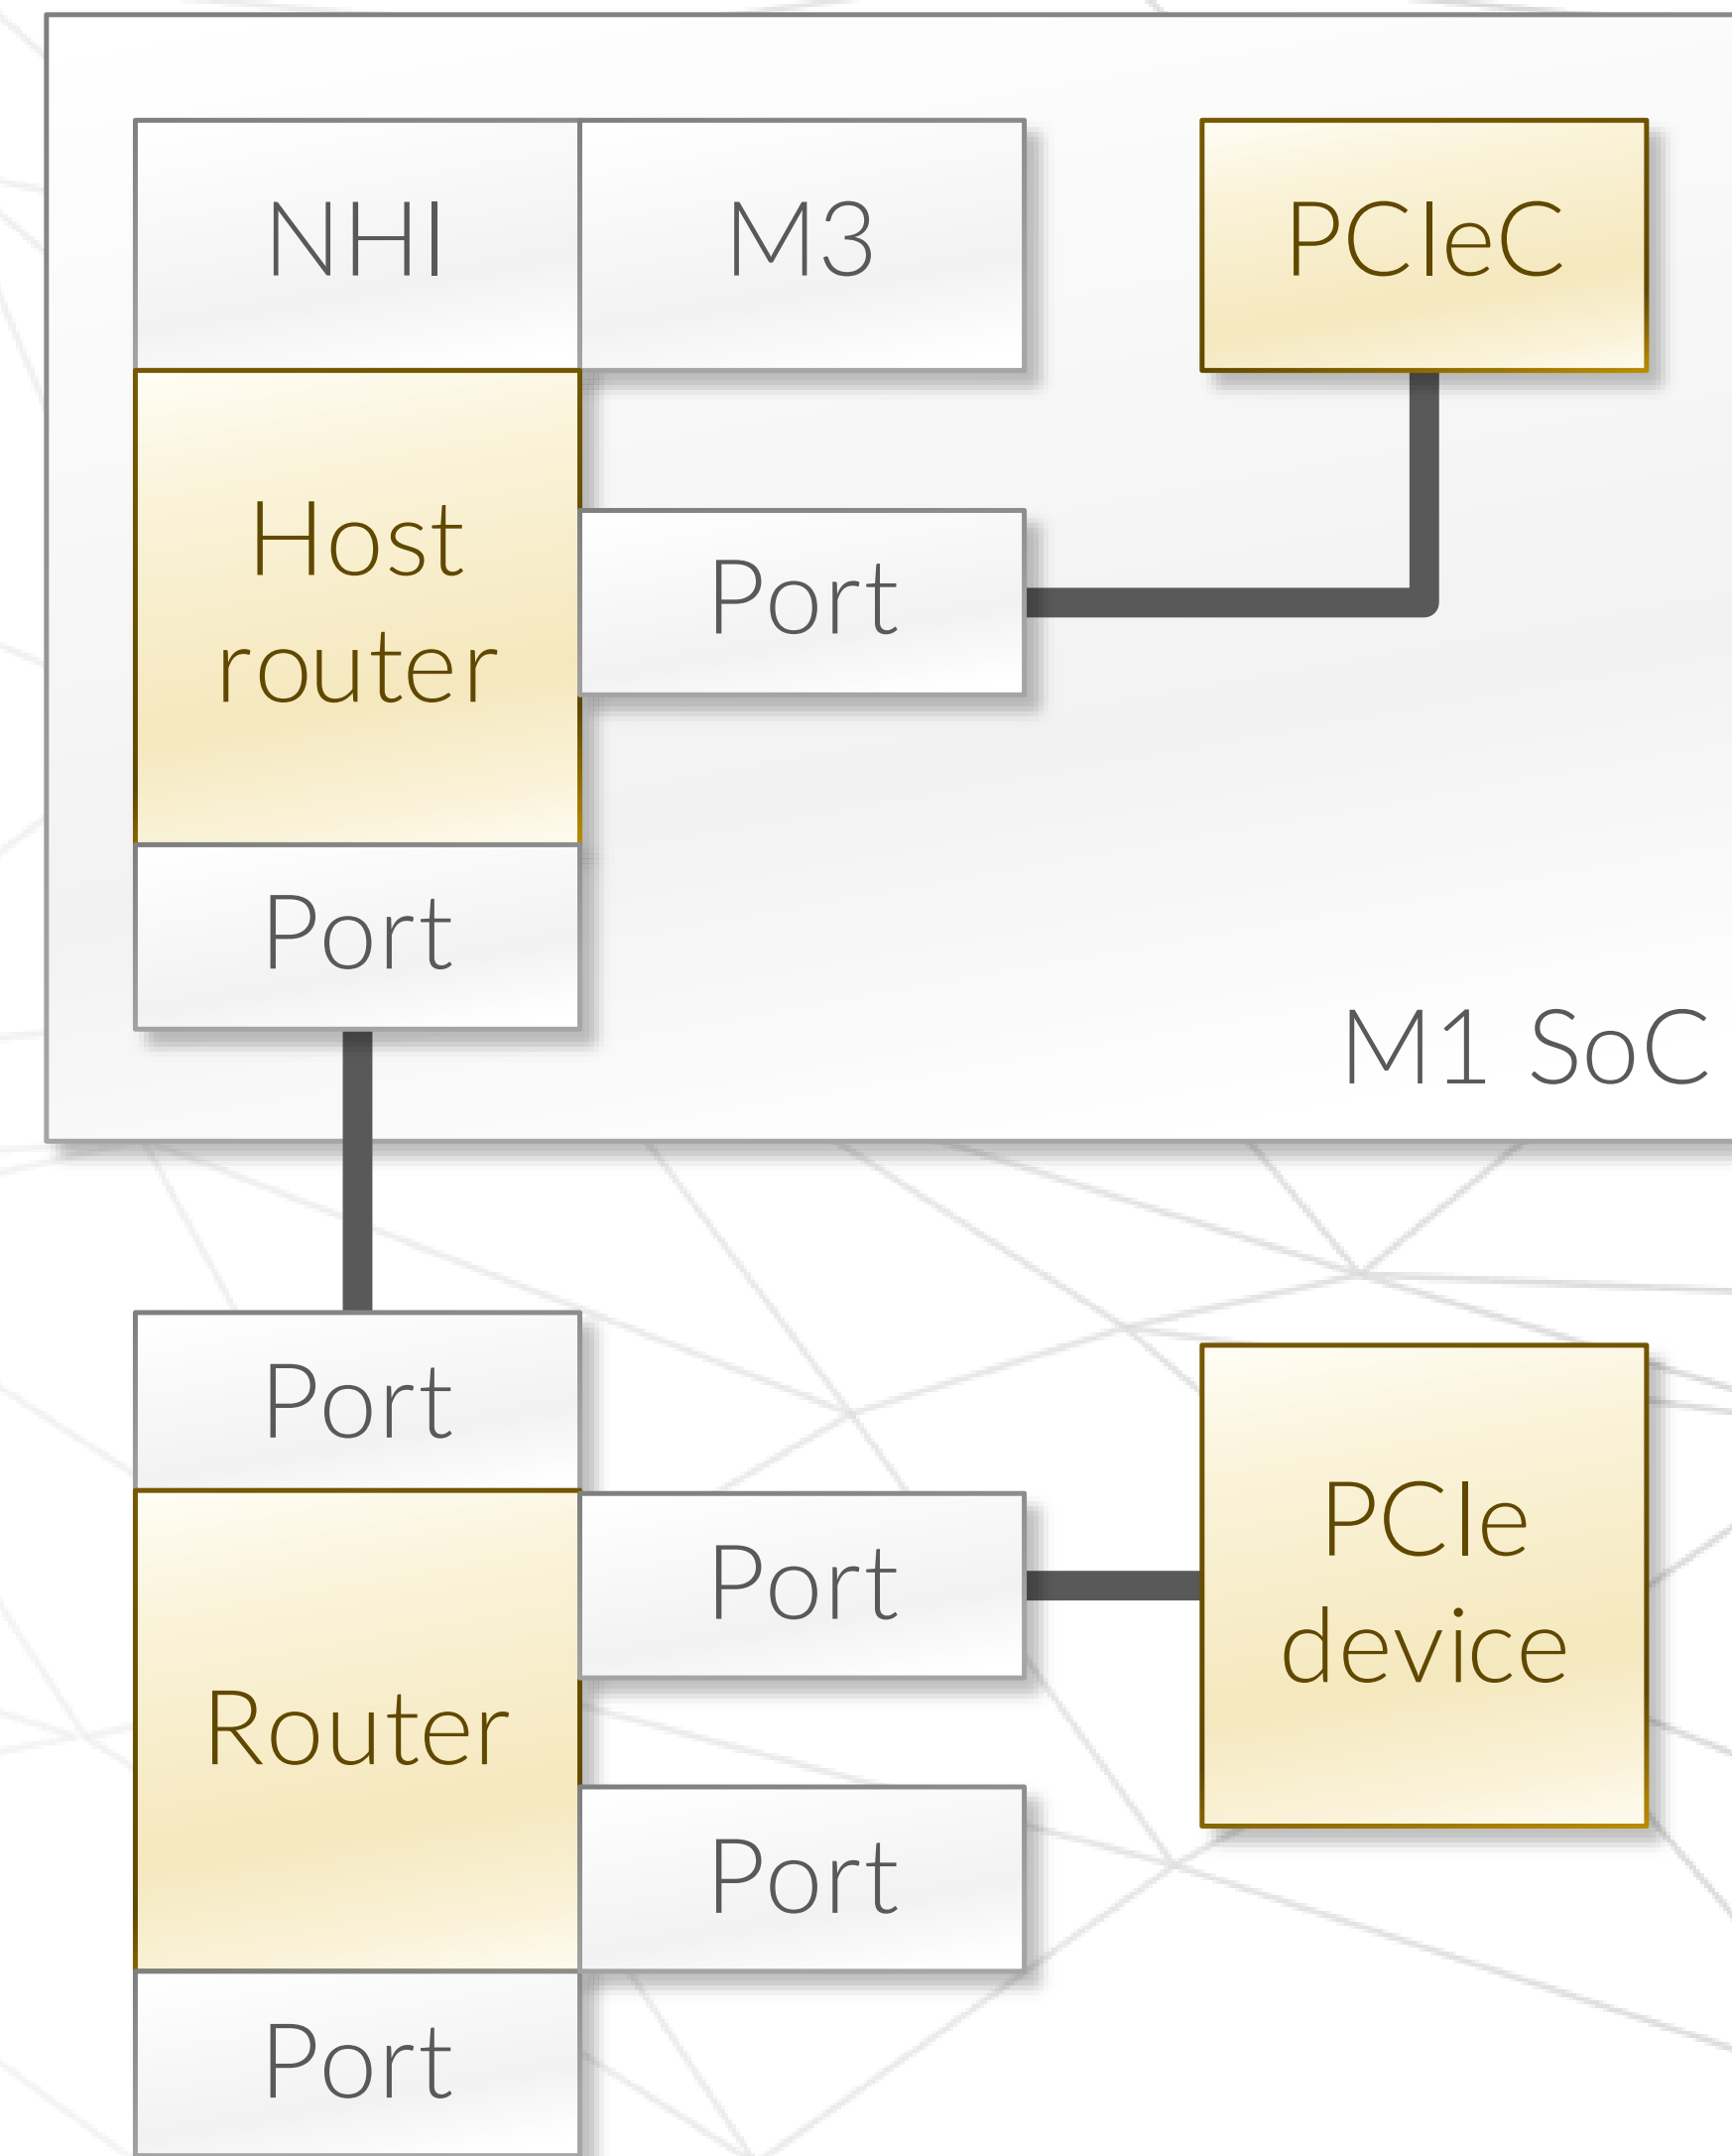 NHI
M3
PCIeC
Host
router
Port
Port
M1 SoC
Port
Port
PCIe
device
Router
Port
Port